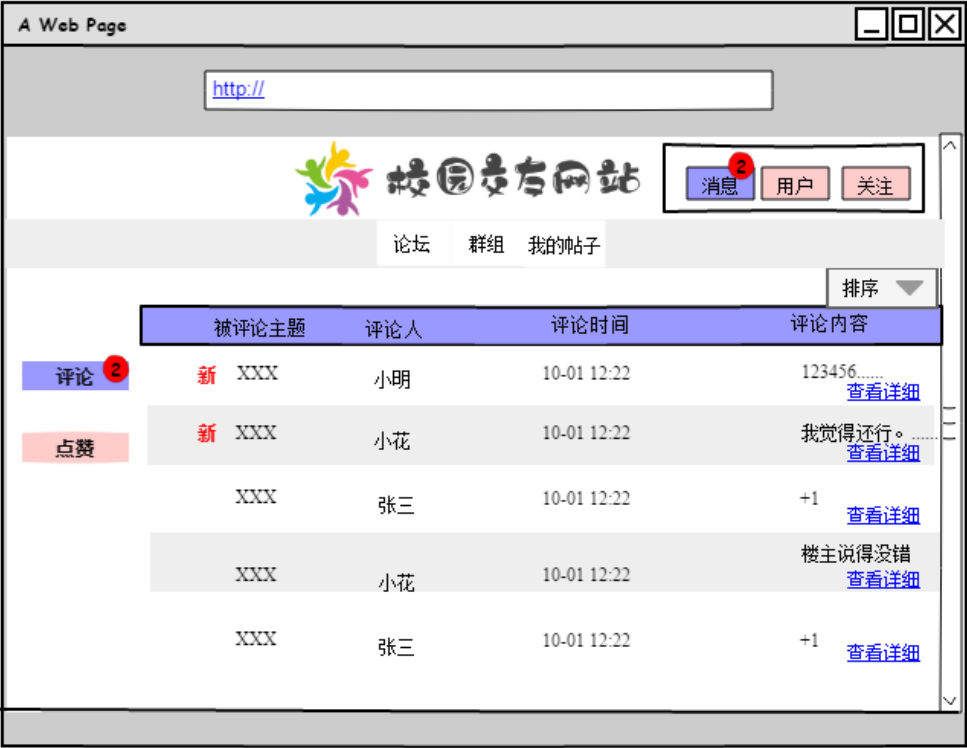 A Web Page
http://
校园交友网站
消息 2 用户 关注
论坛 群组 我的帖子
排序
被评论主题 评论人 评论时间 评论内容
评论 2
新 XXX 小明 10-01 12:22 123456......
查看详细
新 XXX 小花 10-01 12:22 我觉得还行。......
查看详细
点赞
XXX 张三 10-01 12:22 +1
查看详细
XXX 小花 10-01 12:22 楼主说得没错
查看详细
XXX 张三 10-01 12:22 +1
查看详细